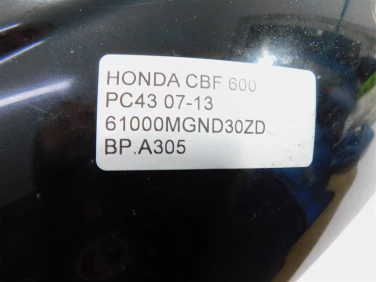 HONDA CBF 600
PC43 07-13
61000MGND30ZD
BP.A305